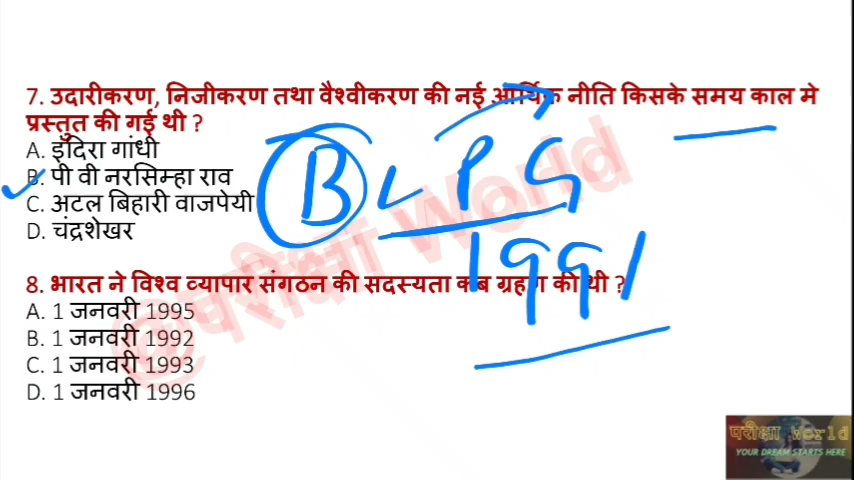 7. उदारीकरण, निजीकरण तथा वैश्वीकरण की नई आर्थिक नीति किसके समय काल मे
प्रस्तुत की गई थी ?
A. इंदिरा गांधी
B. पी वी नरसिम्हा राव
C. अटल बिहारी वाजपेयी
D. चंद्रशेखर
B LPG
1991
8. भारत ने विश्व व्यापार संगठन की सदस्यता कब ग्रहण की थी ?
A. 1 जनवरी 1995
B. 1 जनवरी 1992
C. 1 जनवरी 1993
D. 1 जनवरी 1996
@परीक्षा World
परीक्षा World
YOUR DREAM STARTS HERE